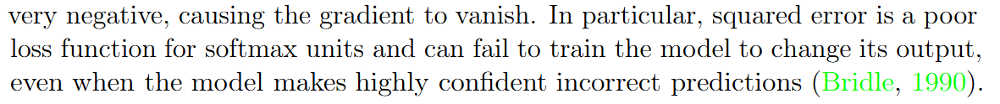 very negative, causing the gradient to vanish. In particular, squared error is a poor
loss function for softmax units and can fail to train the model to change its output,
even when the model makes highly confident incorrect predictions (Bridle, 1990).